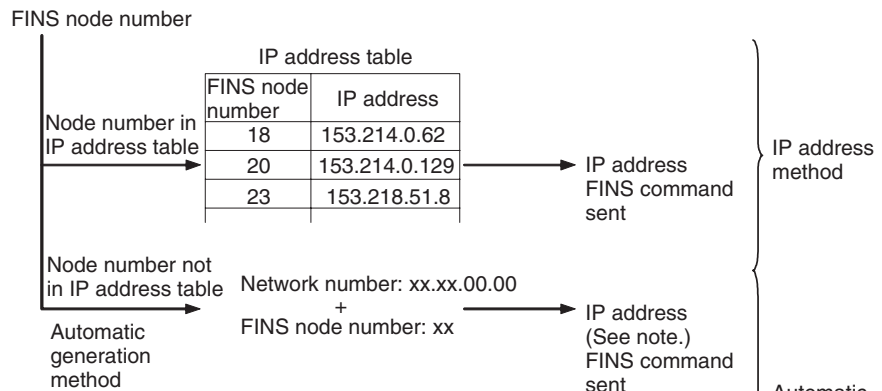 FINS node number
IP address table
FINS node number
IP address
Node number in
IP address table
18
153.214.0.62
20
153.214.0.129
23
153.218.51.8
IP address
FINS command
sent
IP address
method
Node number not
in IP address table
Automatic
generation
method
Network number: xx.xx.00.00
+
FINS node number: xx
IP address
(See note.)
FINS command
sent
Automatic